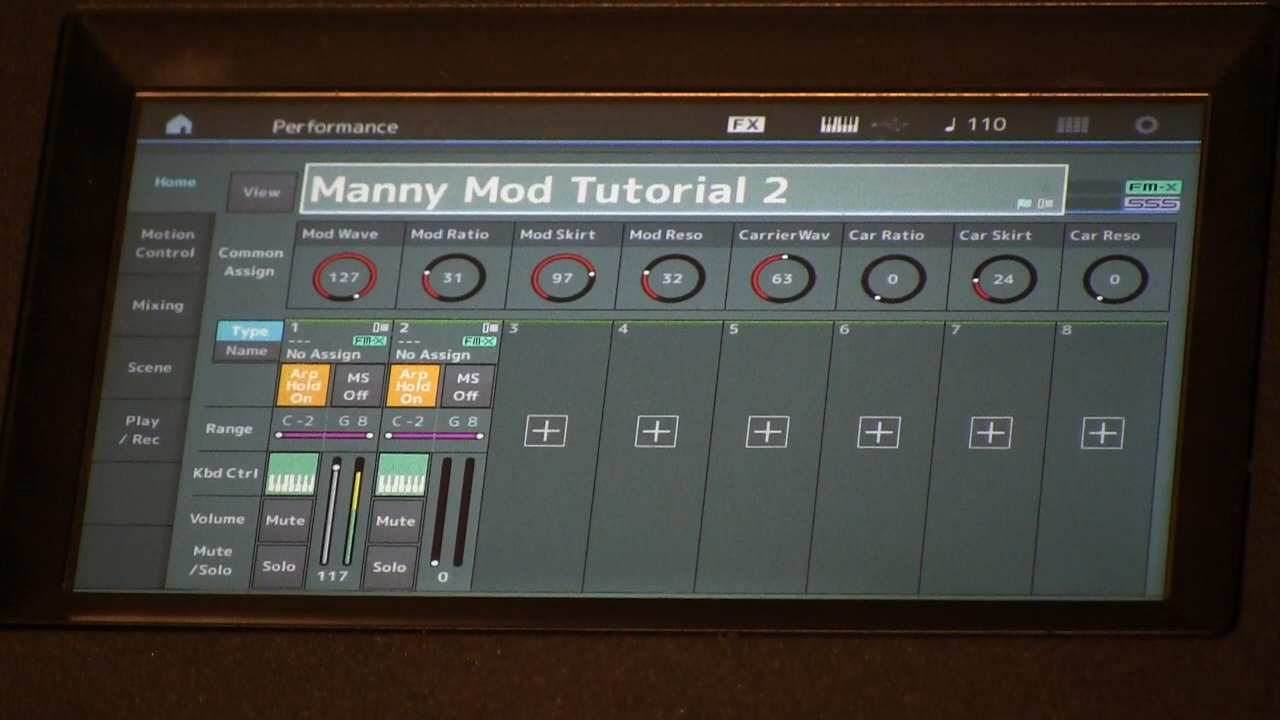 Performance FX 110
Home View Manny Mod Tutorial 2 FM-X
SSS
Motion Control
Common Assign
Mod Wave Mod Ratio Mod Skirt Mod Reso CarrierWav Car Ratio Car Skirt Car Reso
127 31 97 32 63 0 24 0
Mixing
Type 1 2 3 4 5 6 7 8
--- FM-X --- FM-X
Name No Assign No Assign
Scene
Arp Hold On MS Off Arp Hold On MS Off
Play / Rec
Range C -2 G 8 C -2 G 8
Kbd Ctrl
Volume Mute Mute
Mute /Solo Solo 117 Solo 0